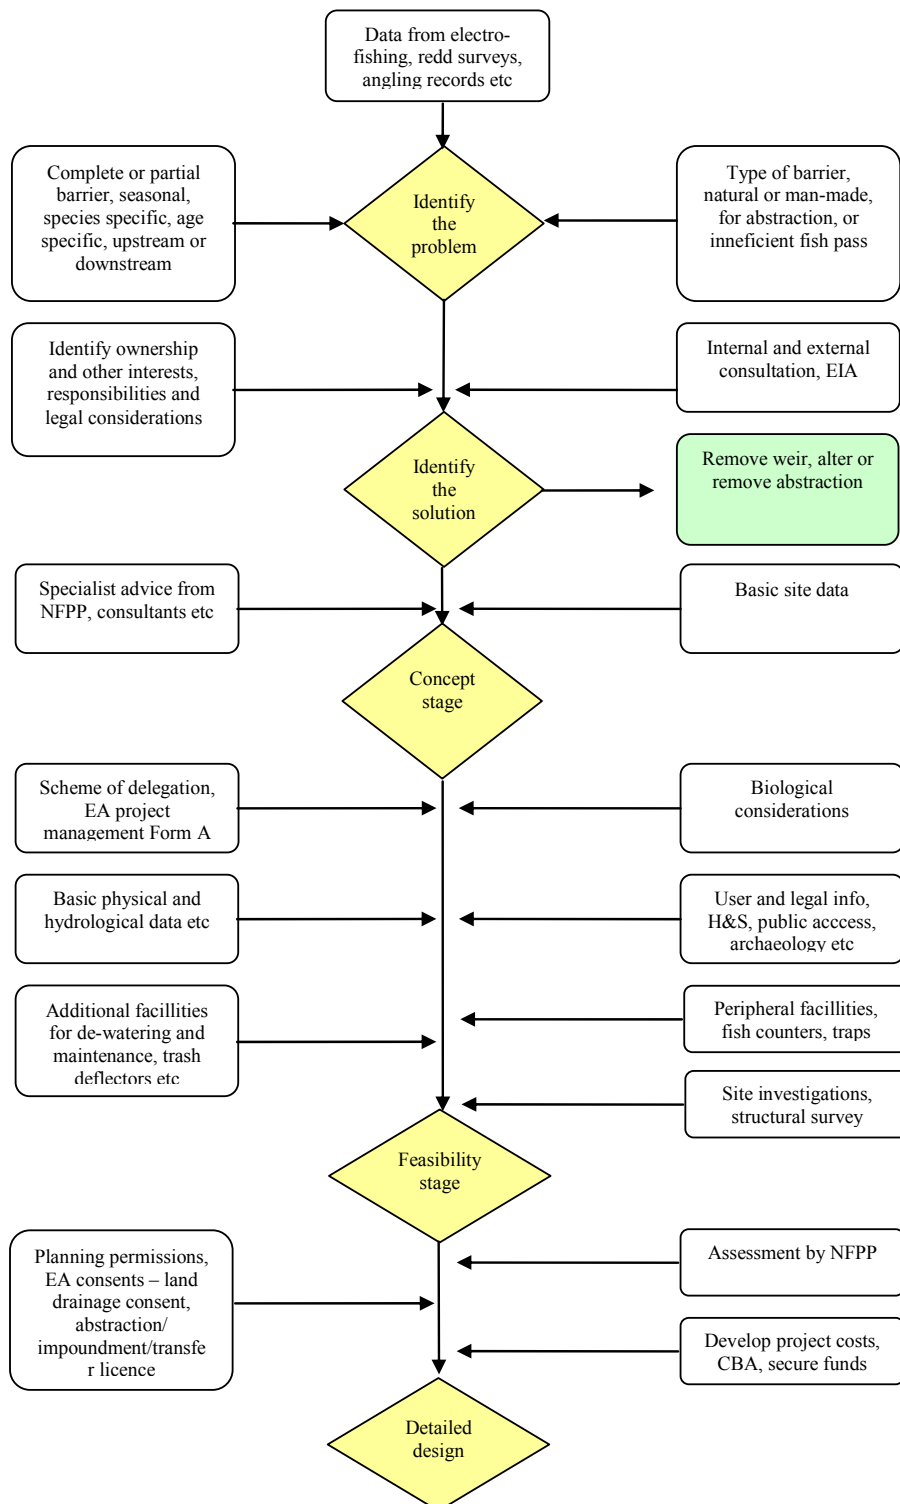 Data from electro-
fishing, redd surveys,
angling records etc
Complete or partial
barrier, seasonal,
species specific, age
specific, upstream or
downstream
Identify
the
problem
Type of barrier,
natural or man-made,
for abstraction, or
inneficient fish pass
Identify ownership
and other interests,
responsibilities and
legal considerations
Internal and external
consultation, EIA
Identify
the
solution
Remove weir, alter or
remove abstraction
Specialist advice from
NFPP, consultants etc
Basic site data
Concept
stage
Scheme of delegation,
EA project
management Form A
Biological
considerations
Basic physical and
hydrological data etc
User and legal info,
H&S, public acccess,
archaeology etc
Additional facillities
for de-watering and
maintenance, trash
deflectors etc
Peripheral facillities,
fish counters, traps
Site investigations,
structural survey
Feasibility
stage
Planning permissions,
EA consents – land
drainage consent,
abstraction/
impoundment/transfe
r licence
Assessment by NFPP
Develop project costs,
CBA, secure funds
Detailed
design